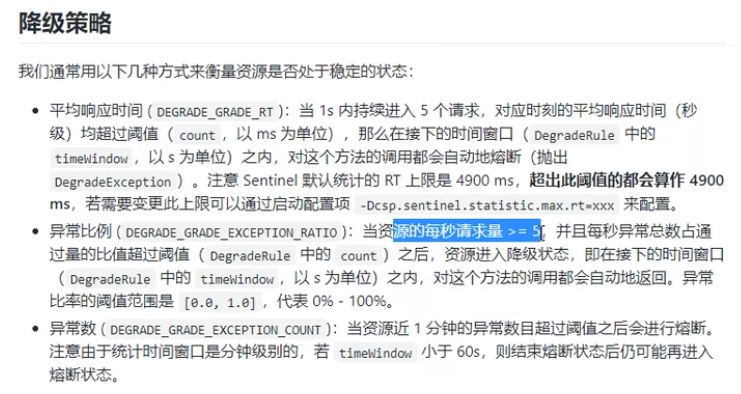 降级策略
我们通常用以下几种方式来衡量资源是否处于稳定的状态：
• 平均响应时间 ( DEGRADE_GRADE_RT )：当 1s 内持续进入 5 个请求，对应时刻的平均响应时间（秒
级）均超过阈值（ count ，以 ms 为单位），那么在接下的时间窗口（ DegradeRule 中的
timeWindow ，以 s 为单位）之内，对这个方法的调用都会自动地熔断（抛出
DegradeException ）。注意 Sentinel 默认统计的 RT 上限是 4900 ms，超出此阈值的都会算作 4900
ms，若需要变更此上限可以通过启动配置项 -Dcsp.sentinel.statistic.max.rt=xxx 来配置。
• 异常比例 ( DEGRADE_GRADE_EXCEPTION_RATIO )：当资源的每秒请求量 >= 5，并且每秒异常总数占通
过量的比值超过阈值（ DegradeRule 中的 count ）之后，资源进入降级状态，即在接下的时间窗口
（ DegradeRule 中的 timeWindow ，以 s 为单位）之内，对这个方法的调用都会自动地返回。异常
比率的阈值范围是 [0.0, 1.0] ，代表 0% - 100%。
• 异常数 ( DEGRADE_GRADE_EXCEPTION_COUNT )：当资源近 1 分钟的异常数目超过阈值之后会进行熔断。
注意由于统计时间窗口是分钟级别的，若 timeWindow 小于 60s，则结束熔断状态后仍可能再进入
熔断状态。